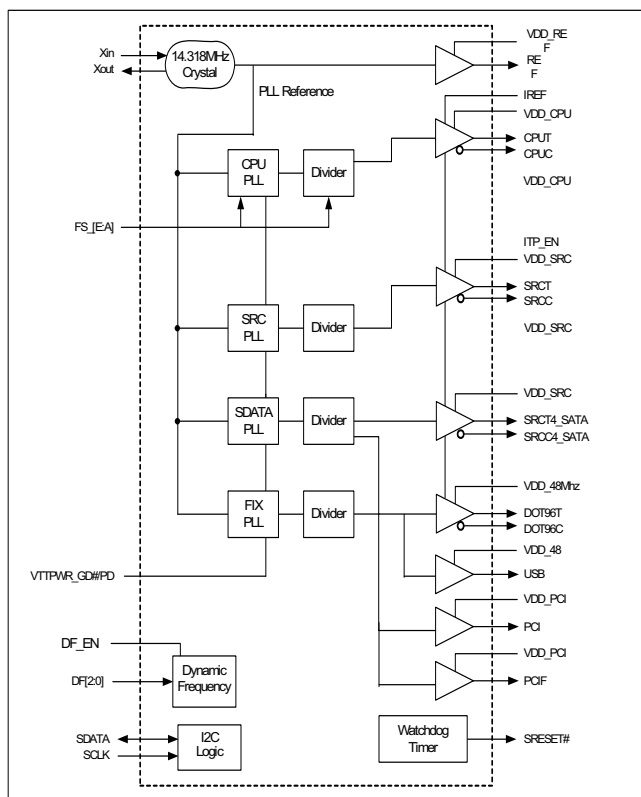 Xin
Xout
14.318MHz
Crystal
PLL Reference
VDD_RE
F
RE
F
IREF
VDD_CPU
CPUT
CPUC
VDD_CPU
CPU
PLL
Divider
FS_[E:A]
ITP_EN
VDD_SRC
SRCT
SRCC
VDD_SRC
SRC
PLL
Divider
VDD_SRC
SRCT4_SATA
SRCC4_SATA
SDATA
PLL
Divider
VDD_48Mhz
DOT96T
DOT96C
FIX
PLL
Divider
VDD_48
USB
VTTPWR_GD#/PD
VDD_PCI
PCI
VDD_PCI
PCIF
DF_EN
DF[2:0]
Dynamic
Frequency
SDATA
SCLK
I2C
Logic
Watchdog
Timer
SRESET#